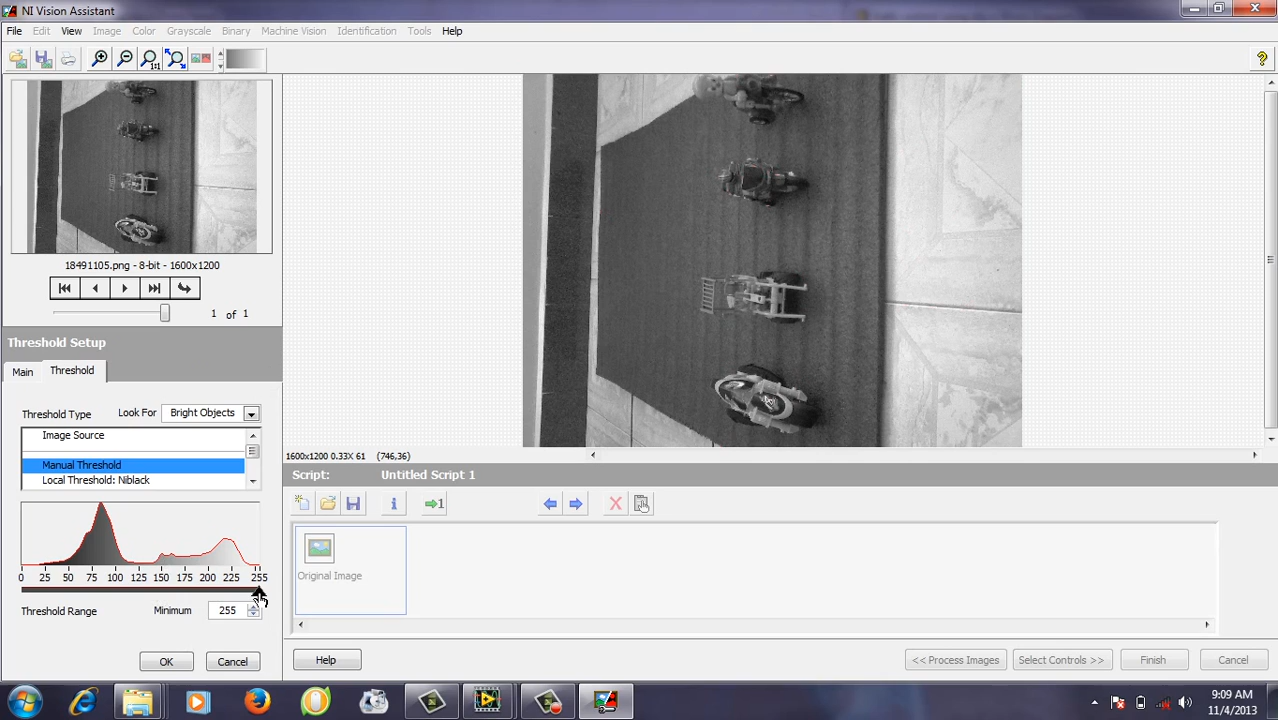 NI Vision Assistant
File Edit View Image Color Grayscale Binary Machine Vision Identification Tools Help
1:1
?
18491105.png - 8-bit - 1600x1200
1 of 1
Threshold Setup
Main Threshold
Threshold Type Look For Bright Objects
Image Source
Manual Threshold
Local Threshold: Niblack
0 25 50 75 100 125 150 175 200 225 255
Threshold Range Minimum 255
OK Cancel
1600x1200 0.33X 61 (746,36)
Script: Untitled Script 1
i 1
Original Image
Help << Process Images Select Controls >> Finish Cancel
9:09 AM
11/4/2013